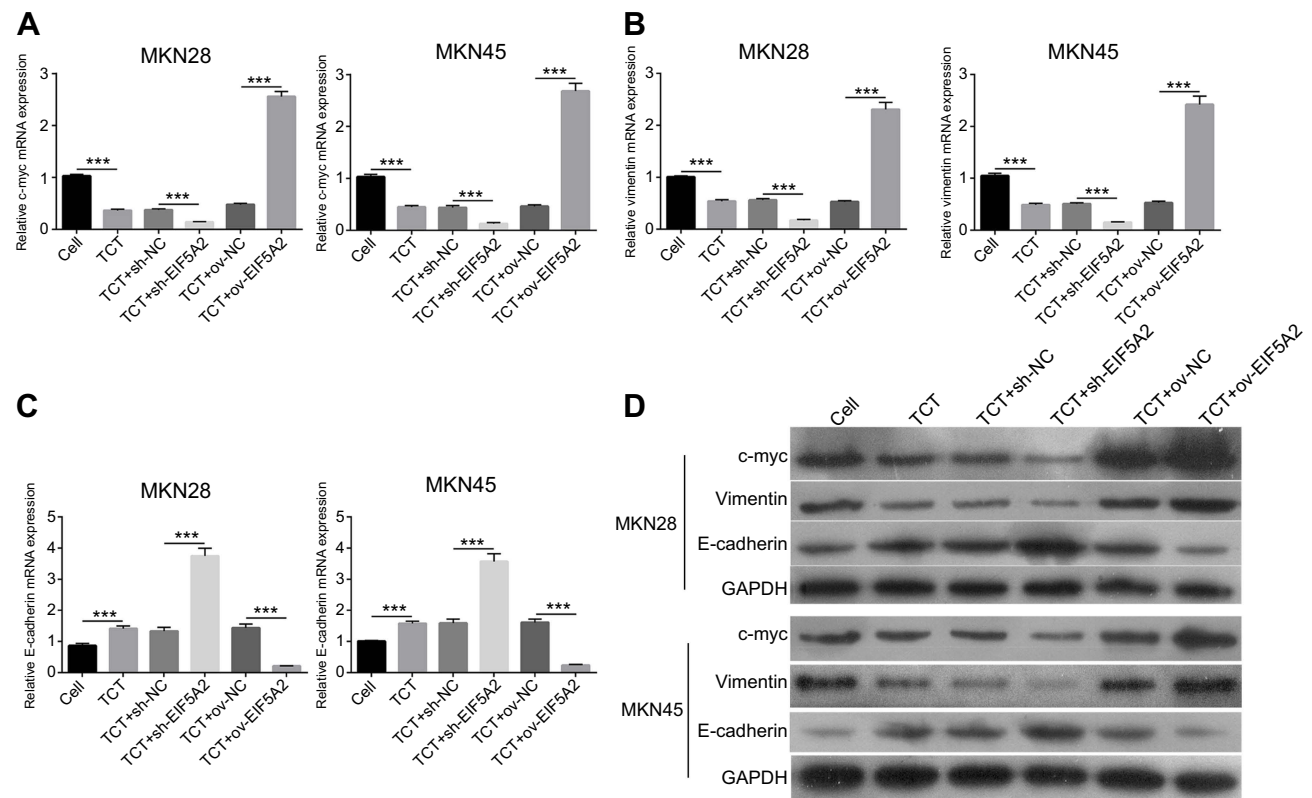 A
MKN28
Relative c-myc mRNA expression
3
2
1
0
***
***
***
Cell
TCT
TCT+sh-NC
TCT+sh-EIF5A2
TCT+ov-NC
TCT+ov-EIF5A2
MKN45
Relative c-myc mRNA expression
3
2
1
0
***
***
***
Cell
TCT
TCT+sh-NC
TCT+sh-EIF5A2
TCT+ov-NC
TCT+ov-EIF5A2
B
MKN28
Relative vimentin mRNA expression
3
2
1
0
***
***
***
Cell
TCT
TCT+sh-NC
TCT+sh-EIF5A2
TCT+ov-NC
TCT+ov-EIF5A2
MKN45
Relative vimentin mRNA expression
3
2
1
0
***
***
***
Cell
TCT
TCT+sh-NC
TCT+sh-EIF5A2
TCT+ov-NC
TCT+ov-EIF5A2
C
MKN28
Relative E-cadherin mRNA expression
5
4
3
2
1
0
***
***
***
Cell
TCT
TCT+sh-NC
TCT+sh-EIF5A2
TCT+ov-NC
TCT+ov-EIF5A2
MKN45
Relative E-cadherin mRNA expression
5
4
3
2
1
0
***
***
***
Cell
TCT
TCT+sh-NC
TCT+sh-EIF5A2
TCT+ov-NC
TCT+ov-EIF5A2
D
Cell
TCT
TCT+sh-NC
TCT+sh-EIF5A2
TCT+ov-NC
TCT+ov-EIF5A2
MKN28
c-myc
Vimentin
E-cadherin
GAPDH
MKN45
c-myc
Vimentin
E-cadherin
GAPDH